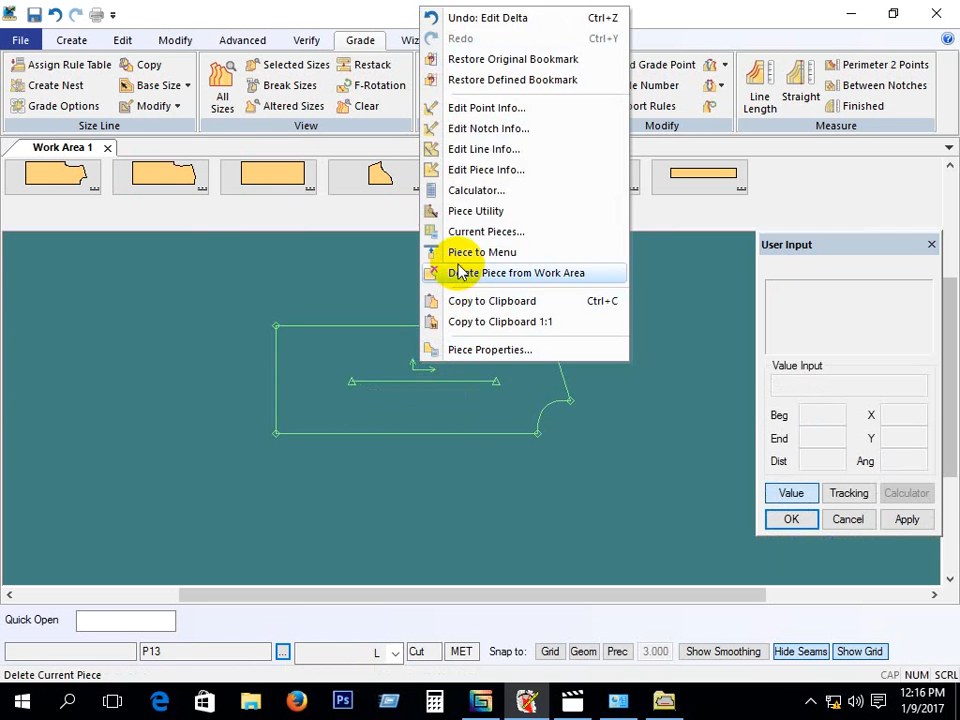 File Create Edit Modify Advanced Verify Grade Wiz
Assign Rule Table Copy
Create Nest Base Size
Grade Options Modify
Size Line
All Sizes
Selected Sizes Restack
Break Sizes F-Rotation
Altered Sizes Clear
View
d Grade Point
le Number
ort Rules
Modify
Line Length
Straight
Perimeter 2 Points
Between Notches
Finished
Measure
Work Area 1
Undo: Edit Delta Ctrl+Z
Redo Ctrl+Y
Restore Original Bookmark
Restore Defined Bookmark
Edit Point Info...
Edit Notch Info...
Edit Line Info...
Edit Piece Info...
Calculator...
Piece Utility
Current Pieces...
Piece to Menu
Delete Piece from Work Area
Copy to Clipboard Ctrl+C
Copy to Clipboard 1:1
Piece Properties...
User Input
Value Input
Beg X
End Y
Dist Ang
Value Tracking Calculator
OK Cancel Apply
Quick Open
P13 ... L Cut MET Snap to: Grid Geom Prec 3.000 Show Smoothing Hide Seams Show Grid
Delete Current Piece CAP NUM SCRL
Ps
12:16 PM
1/9/2017